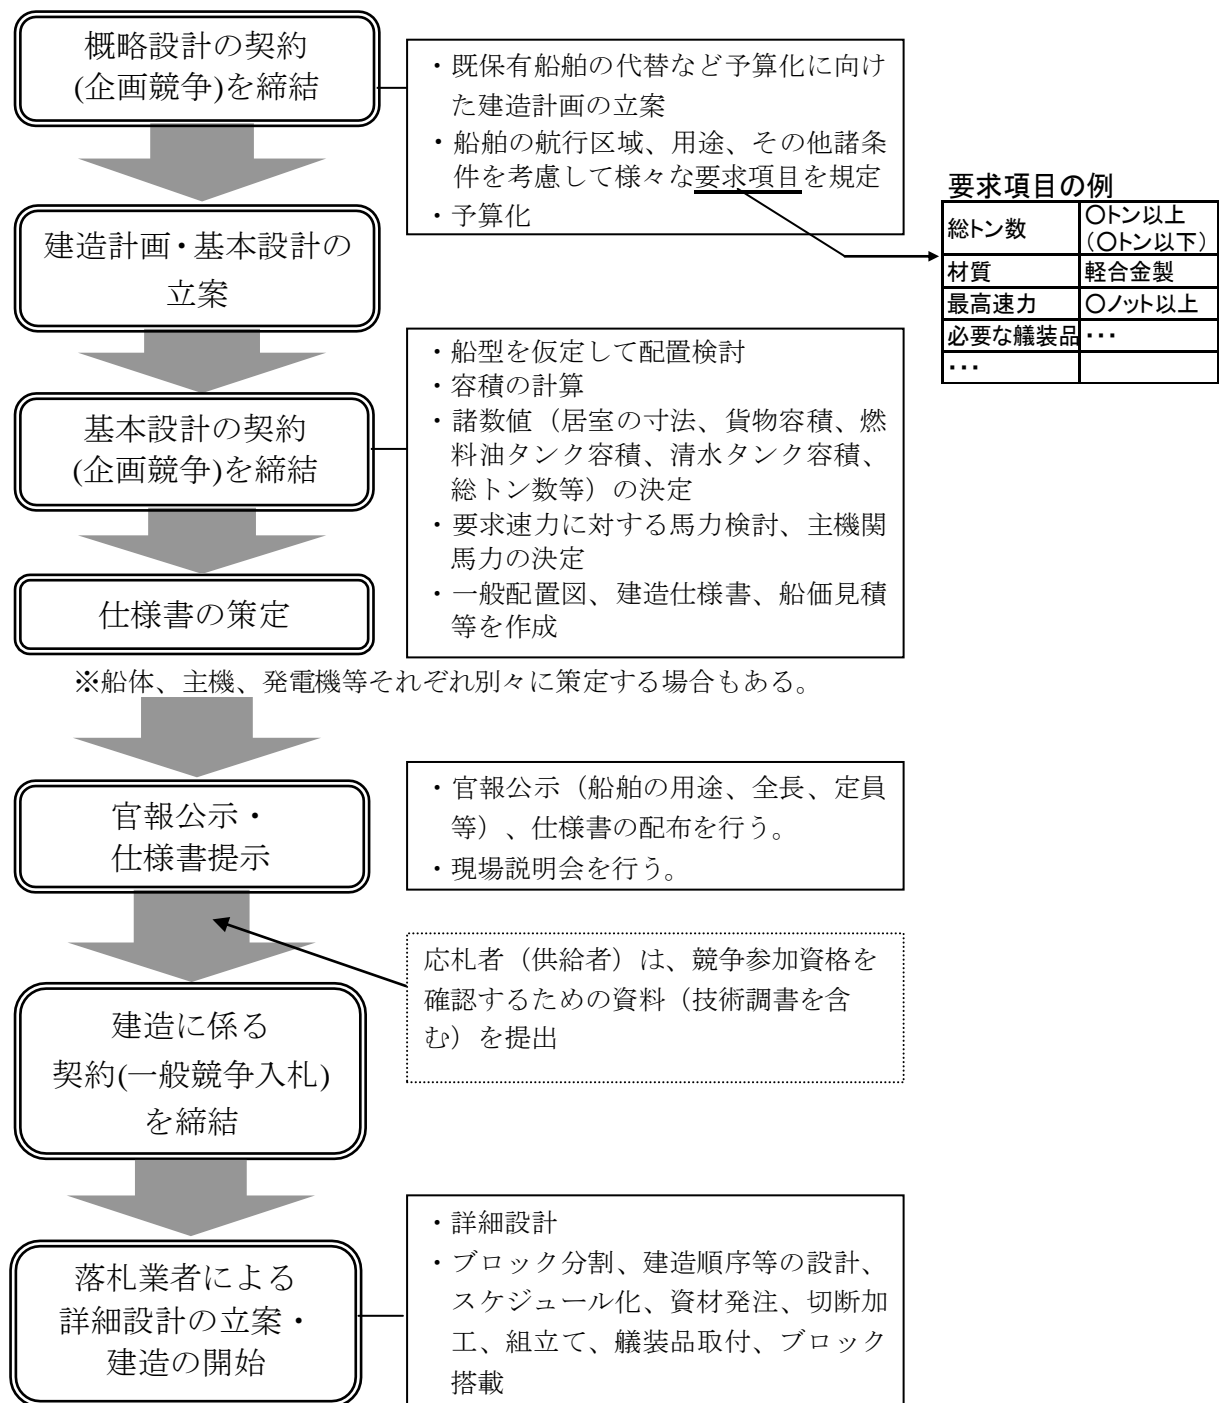 概略設計の契約
(企画競争)を締結
・既保有船舶の代替など予算化に向け
た建造計画の立案
・船舶の航行区域、用途、その他諸条
件を考慮して様々な要求項目を規定
・予算化
要求項目の例
総トン数 〇トン以上
(〇トン以下)
材質 軽合金製
最高速力 〇ノット以上
必要な艤装品 ・・・
・・・
建造計画・基本設計の
立案
基本設計の契約
(企画競争)を締結
・船型を仮定して配置検討
・容積の計算
・諸数値（居室の寸法、貨物容積、燃
料油タンク容積、清水タンク容積、
総トン数等）の決定
・要求速力に対する馬力検討、主機関
馬力の決定
・一般配置図、建造仕様書、船価見積
等を作成
仕様書の策定
※船体、主機、発電機等それぞれ別々に策定する場合もある。
官報公示・
仕様書提示
・官報公示（船舶の用途、全長、定員
等）、仕様書の配布を行う。
・現場説明会を行う。
応札者（供給者）は、競争参加資格を
確認するための資料（技術調書を含
む）を提出
建造に係る
契約(一般競争入札)
を締結
落札業者による
詳細設計の立案・
建造の開始
・詳細設計
・ブロック分割、建造順序等の設計、
スケジュール化、資材発注、切断加
工、組立て、艤装品取付、ブロック
搭載